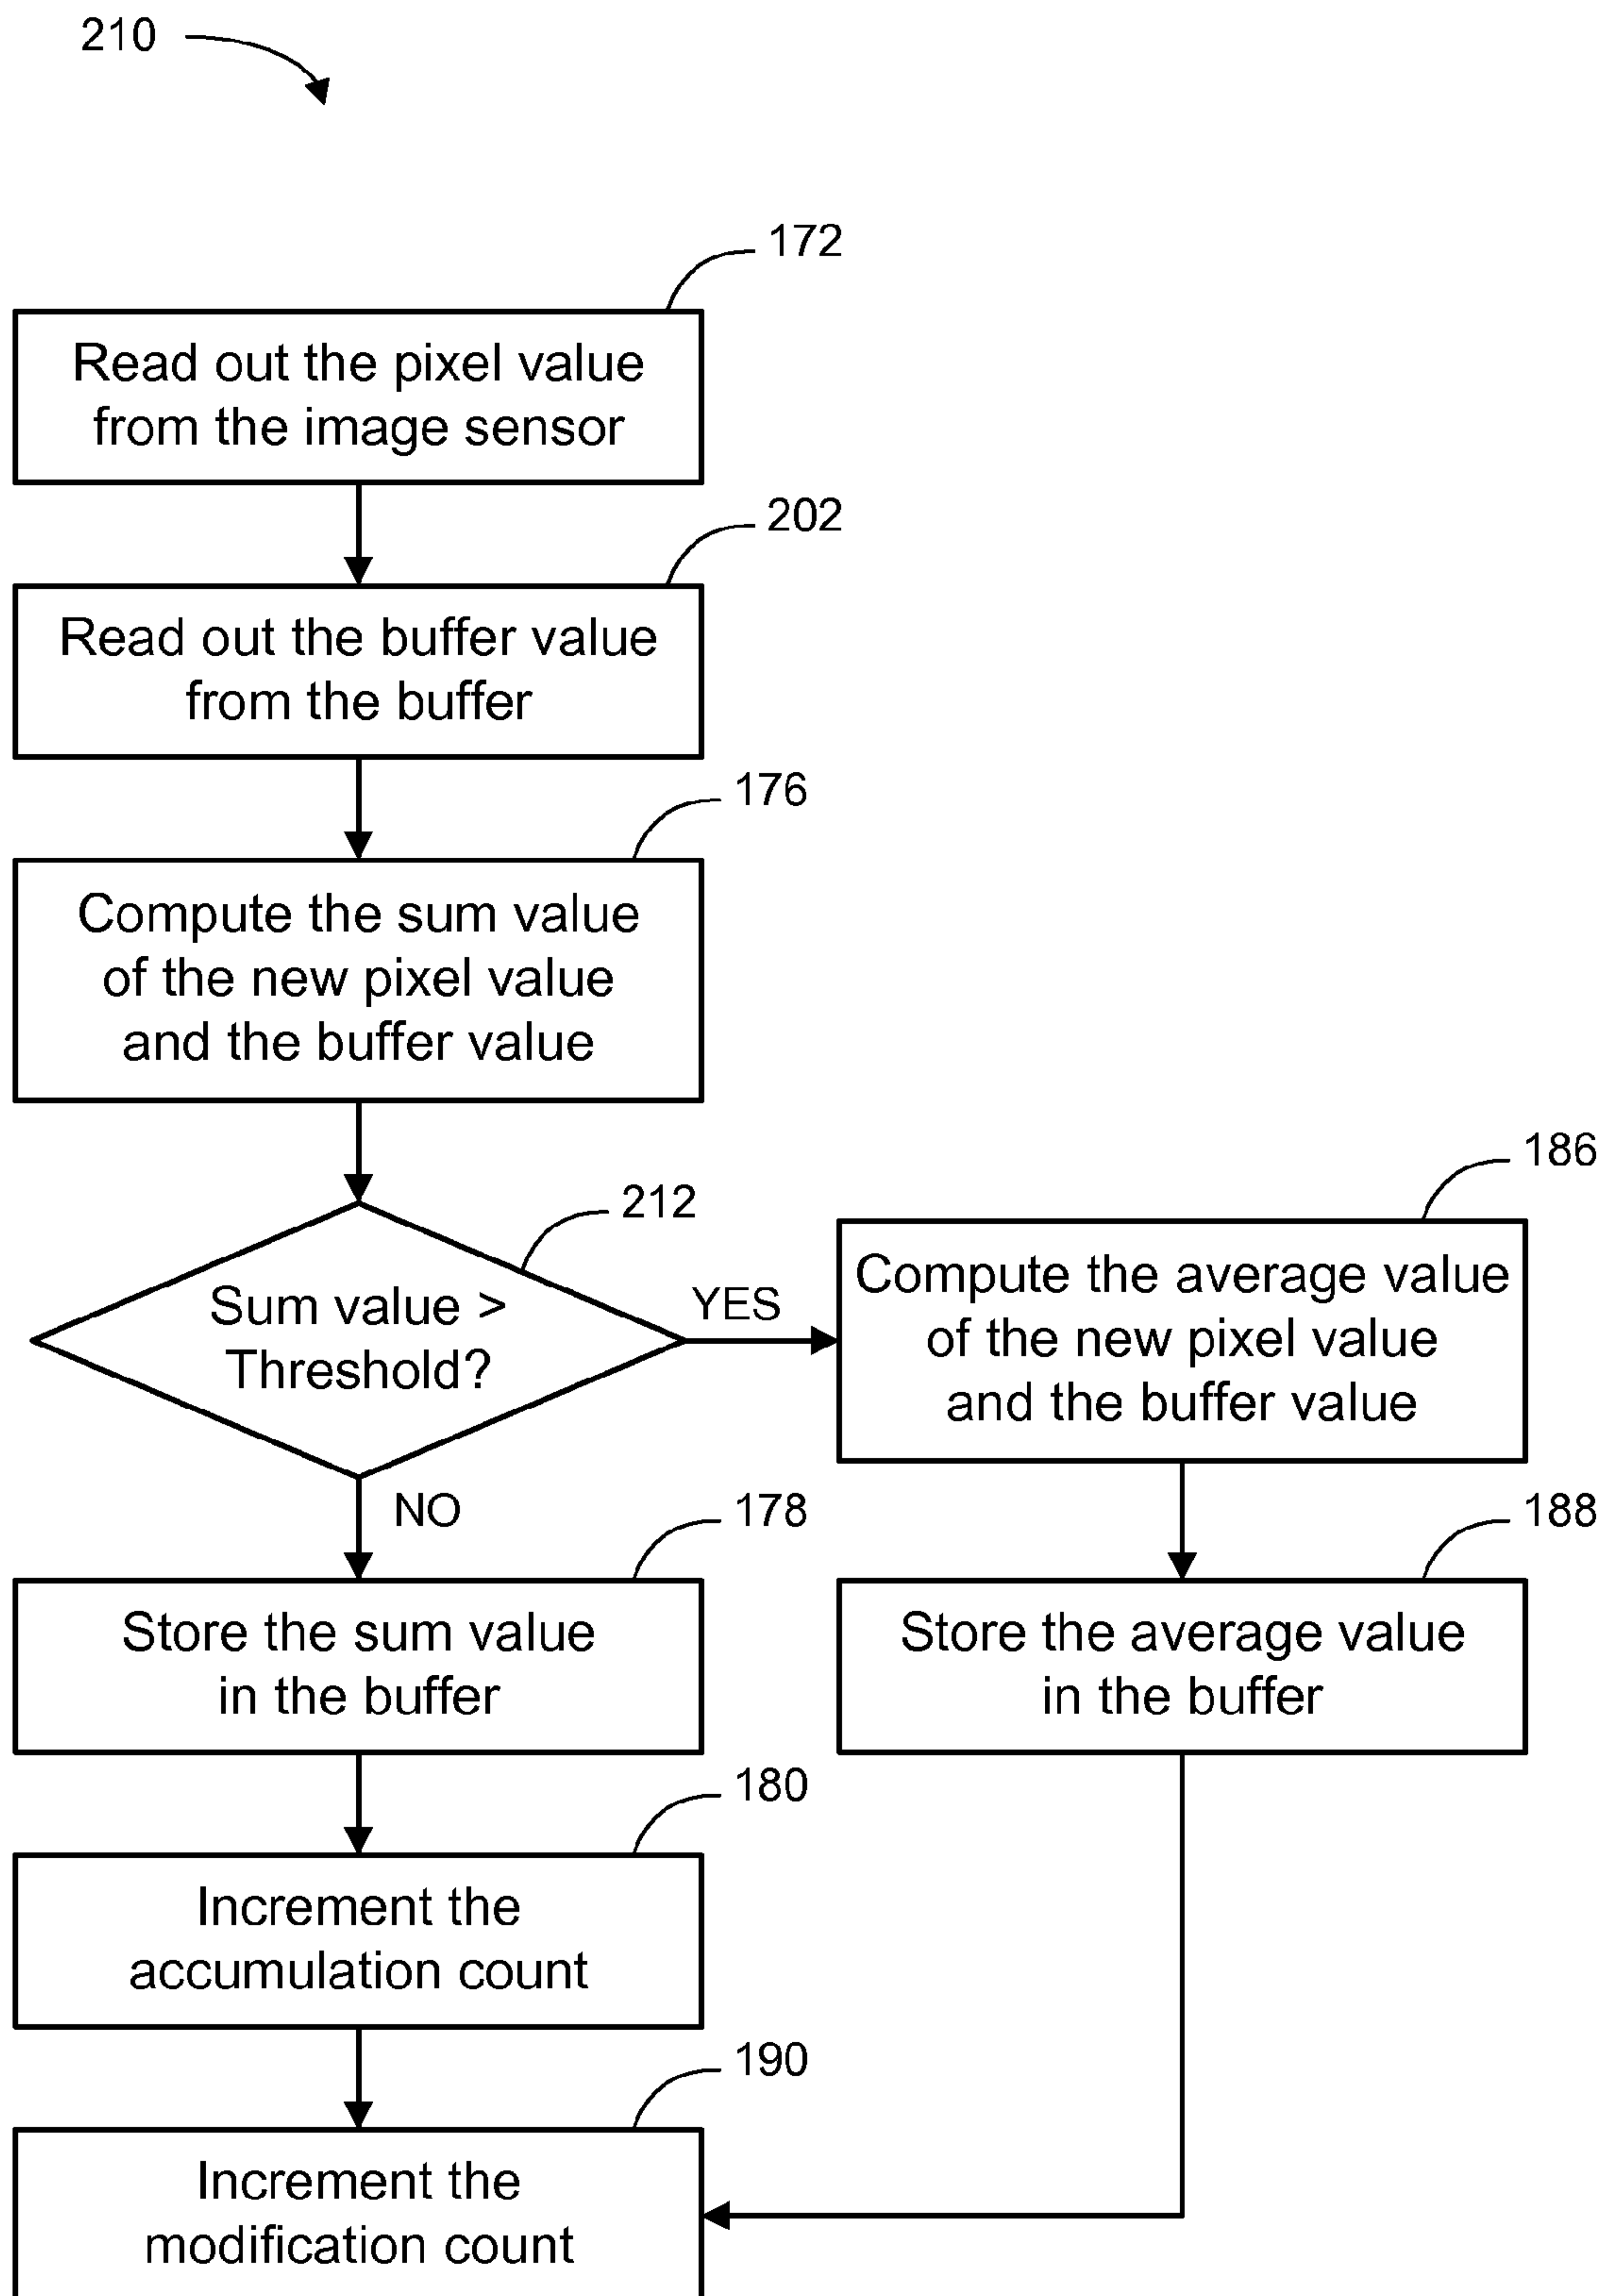 210
172
Read out the pixel value
from the image sensor
202
Read out the buffer value
from the buffer
176
Compute the sum value
of the new pixel value
and the buffer value
212
Sum value >
Threshold?
YES
186
Compute the average value
of the new pixel value
and the buffer value
NO
178
Store the sum value
in the buffer
188
Store the average value
in the buffer
180
Increment the
accumulation count
190
Increment the
modification count